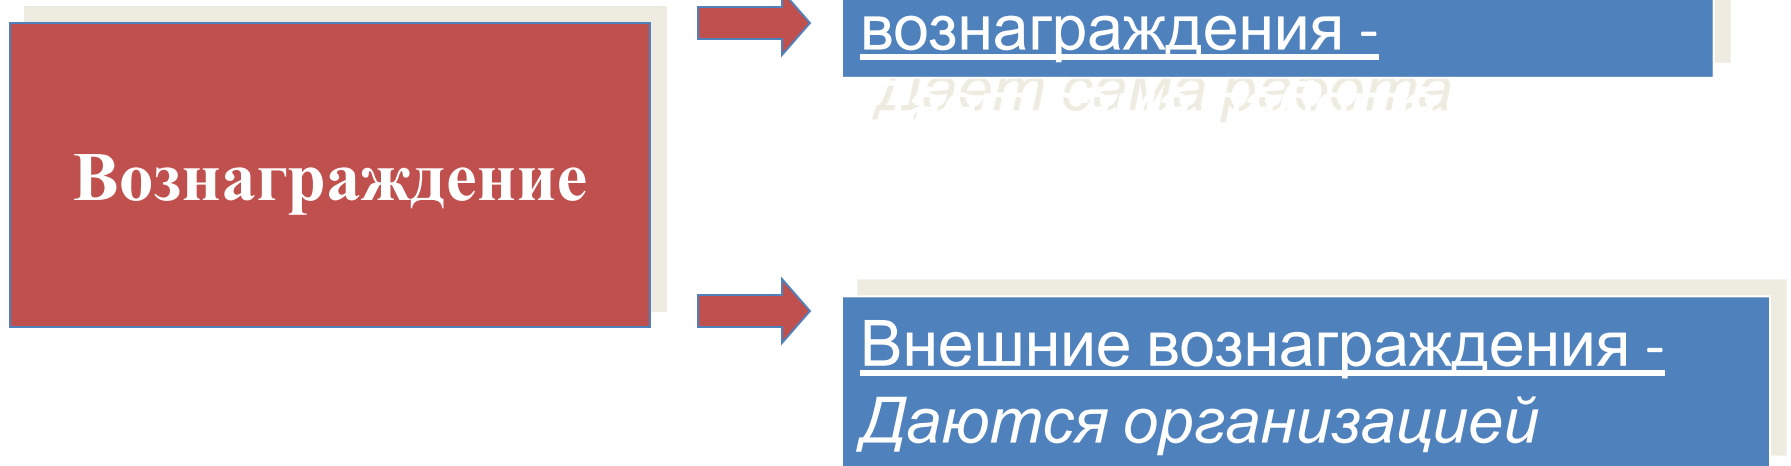 Вознаграждение
вознаграждения -
Дает сама работа
Внешние вознаграждения -
Даются организацией